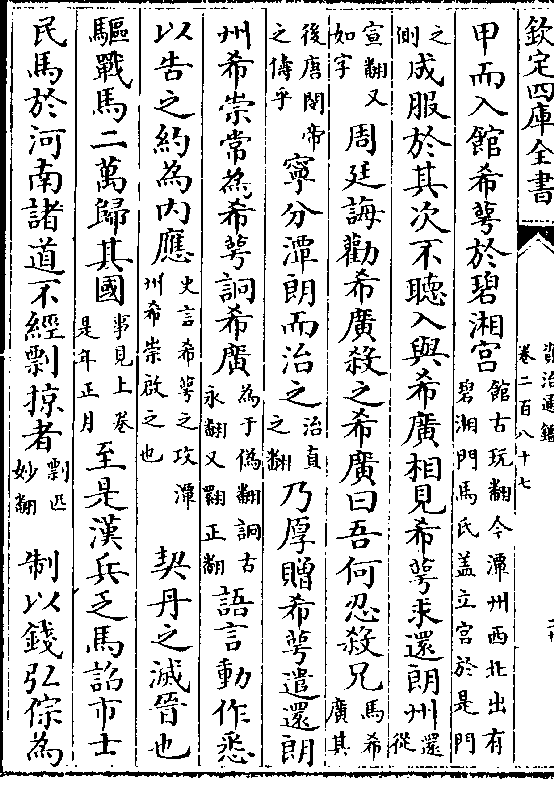 欽定四庫全書
資治通鑑
卷二百八十七
甲而入館希萼於碧湘宮館古玩翻今潭州西北出有碧湘門馬氏蓋立宮於是門
之側成服於其次不聽入與希廣相見希萼求還朗州還從
宣翻又如字周廷誨勸希廣殺之希廣曰吾何忍殺兄馬希廣其
後唐閔帝之儔乎寧分潭朗而治之治直之翻乃厚贈希萼遣還朗
州希崇常為希萼詗希廣為于偽翻詗古永翻又翾正翻語言動作悉
以告之約為内應史言希萼之攻潭州希崇啟之也契丹之滅晉也
驅戰馬二萬歸其國事見上卷是年正月至是漢兵乏馬詔市士
民馬於河南諸道不經剽掠者剽匹妙翻制以錢弘倧為